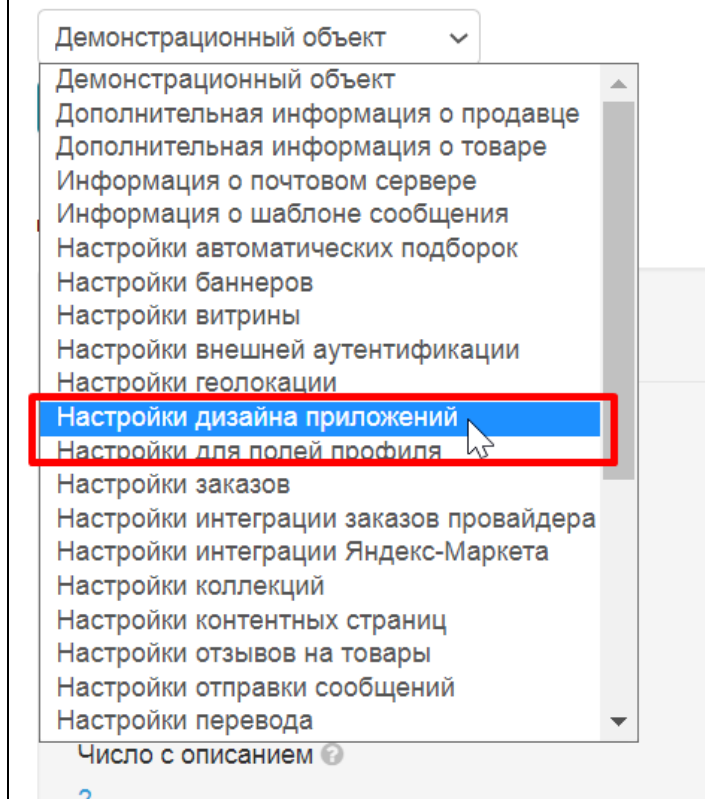 Демонстрационный объект
Демонстрационный объект
Дополнительная информация о продавце
Дополнительная информация о товаре
Информация о почтовом сервере
Информация о шаблоне сообщения
Настройки автоматических подборок
Настройки баннеров
Настройки витрины
Настройки внешней аутентификации
Настройки геолокации
Настройки дизайна приложений
Настройки для полей профиля
Настройки заказов
Настройки интеграции заказов провайдера
Настройки интеграции Яндекс-Маркета
Настройки коллекций
Настройки контентных страниц
Настройки отзывов на товары
Настройки отправки сообщений
Настройки перевода
Число с описанием ?